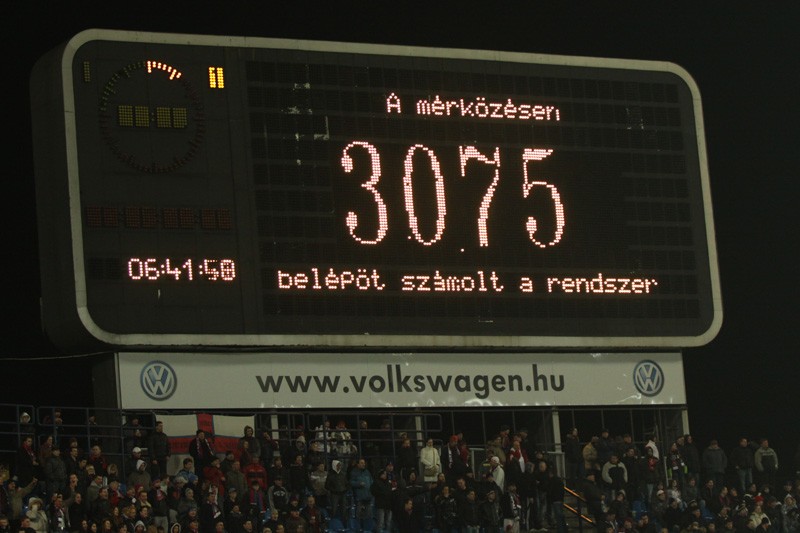 A mérkőzésen
3075
06:41:50
belépőt számolt a rendszer
www.volkswagen.hu